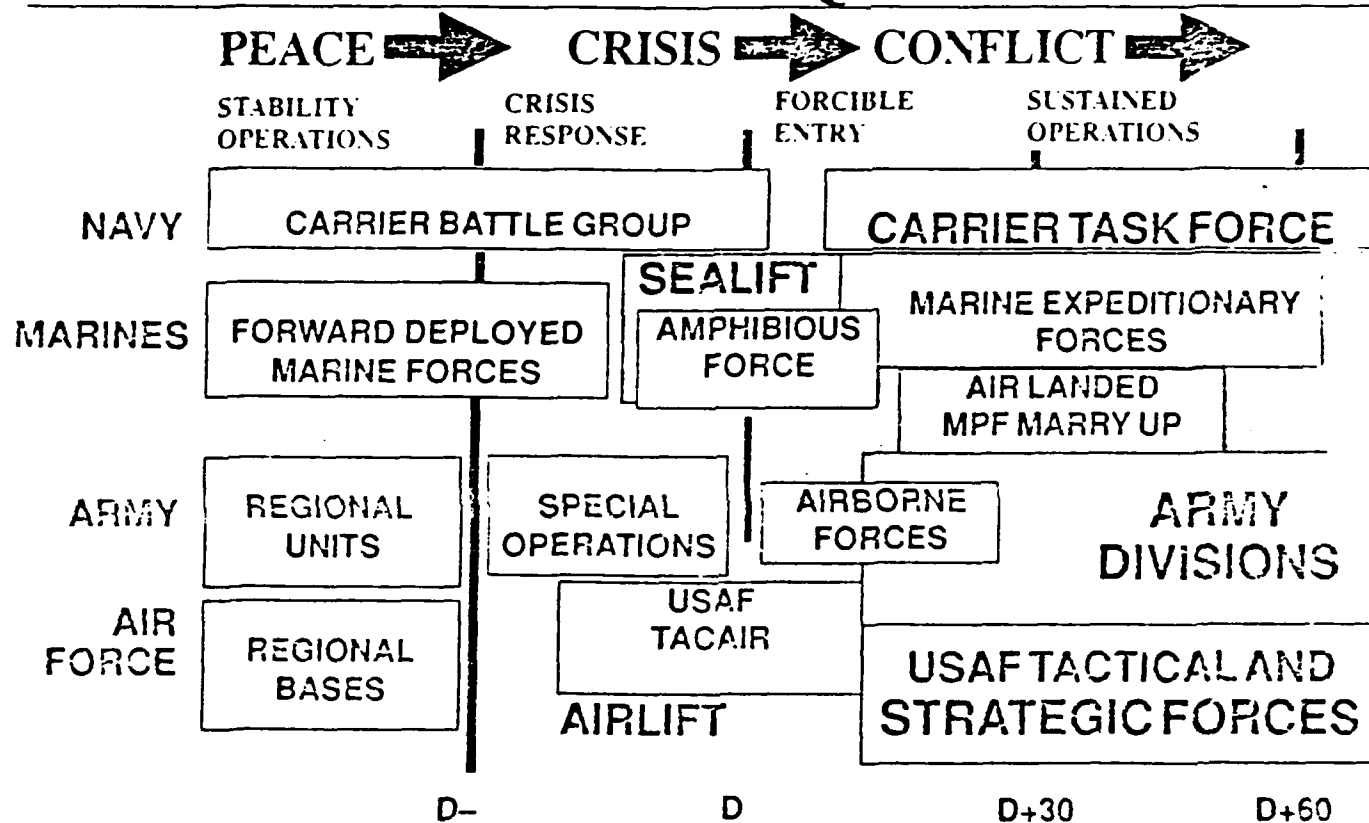 PEACE CRISIS CONFLICT
STABILITY
OPERATIONS
CRISIS
RESPONSE
FORCIBLE
ENTRY
SUSTAINED
OPERATIONS
NAVY
CARRIER BATTLE GROUP
CARRIER TASK FORCE
SEALIFT
MARINES
FORWARD DEPLOYED
MARINE FORCES
AMPHIBIOUS
FORCE
MARINE EXPEDITIONARY
FORCES
AIR LANDED
MPF MARRY UP
ARMY
REGIONAL
UNITS
SPECIAL
OPERATIONS
AIRBORNE
FORCES
ARMY
DIVISIONS
AIR
FORCE
REGIONAL
BASES
USAF
TACAIR
AIRLIFT
USAF TACTICAL AND
STRATEGIC FORCES
D– D D+30 D+60